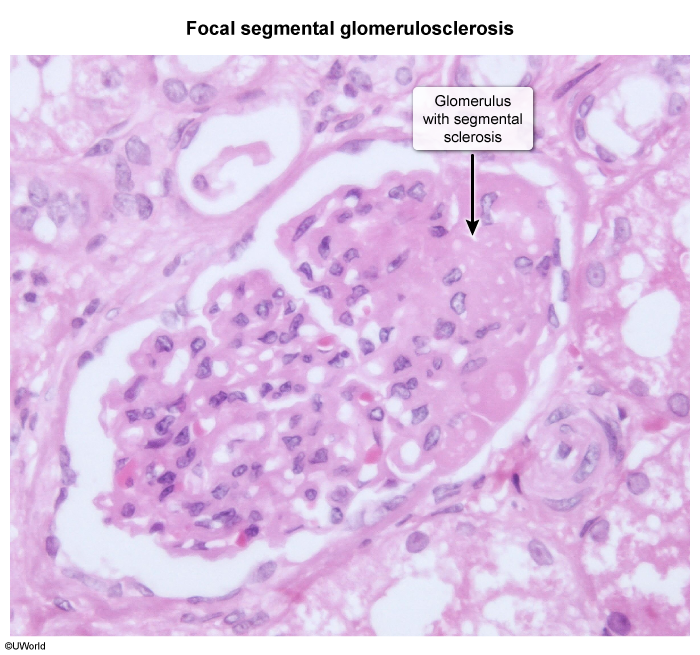 Focal segmental glomerulosclerosis
Glomerulus
with segmental
sclerosis
©UWorld